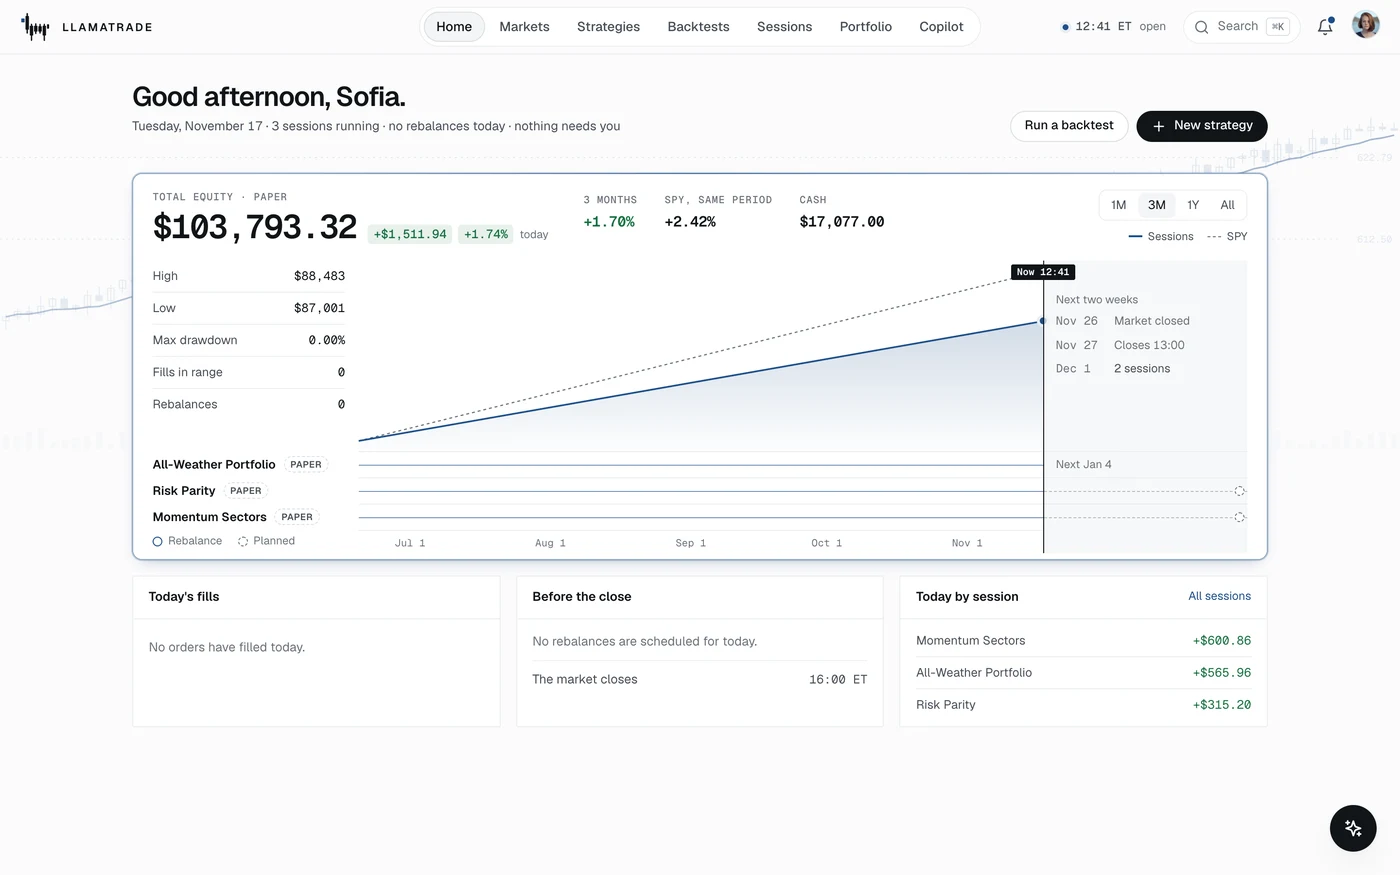 LLAMATRADE
Home Markets Strategies Backtests Sessions Portfolio Copilot
12:41 ET open
Search ⌘K
Good afternoon, Sofia.
Tuesday, November 17 · 3 sessions running · no rebalances today · nothing needs you
Run a backtest
+ New strategy
622.79
612.50
TOTAL EQUITY · PAPER
$103,793.32 +$1,511.94 +1.74% today
3 MONTHS
+1.70%
SPY, SAME PERIOD
+2.42%
CASH
$17,077.00
1M 3M 1Y All
Sessions SPY
High $88,483
Low $87,001
Max drawdown 0.00%
Fills in range 0
Rebalances 0
Now 12:41
Next two weeks
Nov 26 Market closed
Nov 27 Closes 13:00
Dec 1 2 sessions
All-Weather Portfolio PAPER
Next Jan 4
Risk Parity PAPER
Momentum Sectors PAPER
Rebalance Planned
Jul 1 Aug 1 Sep 1 Oct 1 Nov 1
Today's fills
No orders have filled today.
Before the close
No rebalances are scheduled for today.
The market closes 16:00 ET
Today by session All sessions
Momentum Sectors +$600.86
All-Weather Portfolio +$565.96
Risk Parity +$315.20